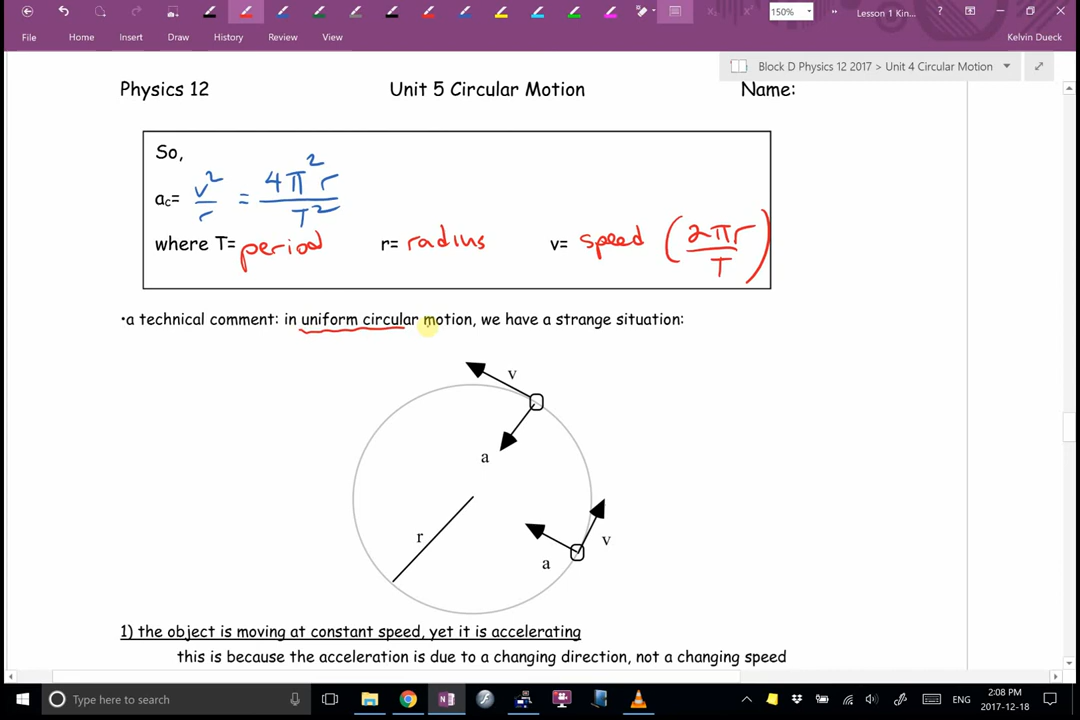 150%
Lesson 1 Kin...
?
File
Home
Insert
Draw
History
Review
View
Kelvin Dueck
Block D Physics 12 2017 > Unit 4 Circular Motion
Physics 12
Unit 5 Circular Motion
Name:
So,
ac= v²/r = 4π²r/T²
where T= period r= radius v= speed (2πr/T)
•a technical comment: in uniform circular motion, we have a strange situation:
v
a
r
v
a
1) the object is moving at constant speed, yet it is accelerating
this is because the acceleration is due to a changing direction, not a changing speed
Type here to search
ENG
2:08 PM
2017-12-18